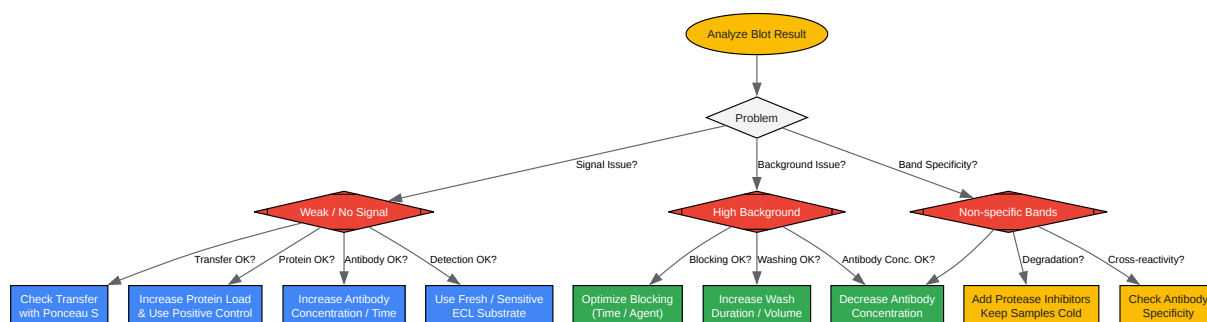 Analyze Blot Result
Problem
Signal Issue?
Background Issue?
Band Specificity?
Weak / No Signal
High Background
Non-specific Bands
Transfer OK?
Protein OK?
Antibody OK?
Detection OK?
Blocking OK?
Washing OK?
Antibody Conc. OK?
Degradation?
Cross-reactivity?
Check Transfer
with Ponceau S
Increase Protein Load
& Use Positive Control
Increase Antibody
Concentration / Time
Use Fresh / Sensitive
ECL Substrate
Optimize Blocking
(Time / Agent)
Increase Wash
Duration / Volume
Decrease Antibody
Concentration
Add Protease Inhibitors
Keep Samples Cold
Check Antibody
Specificity